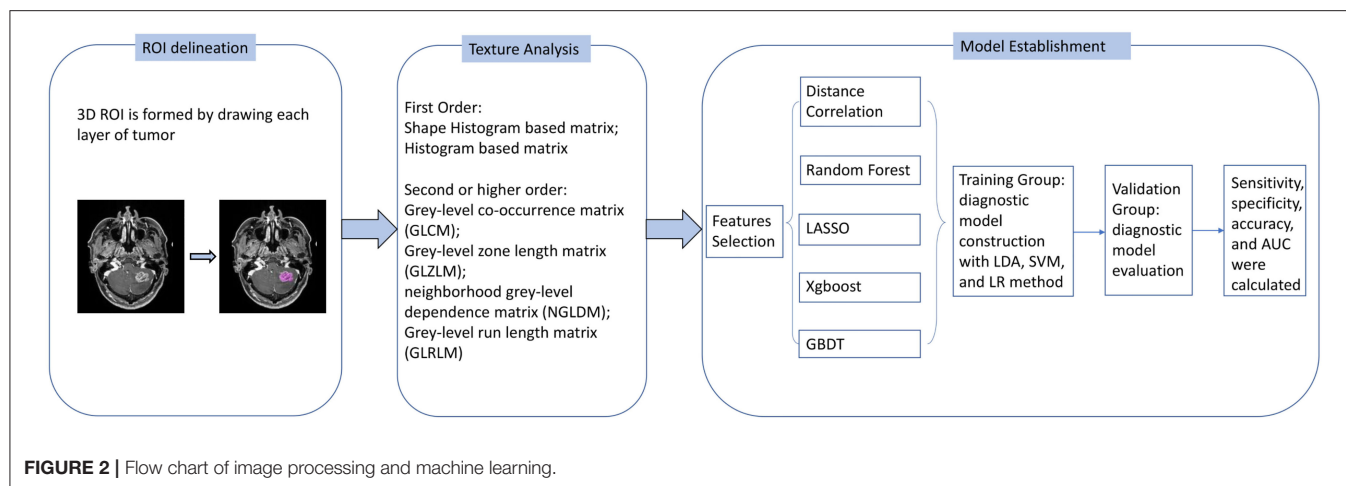 ROI delineation
3D ROI is formed by drawing each
layer of tumor
Texture Analysis
First Order:
Shape Histogram based matrix;
Histogram based matrix
Second or higher order:
Grey-level co-occurrence matrix
(GLCM);
Grey-level zone length matrix
(GLZLM);
neighborhood grey-level
dependence matrix (NGLDM);
Grey-level run length matrix
(GLRLM)
Model Establishment
Features
Selection
Distance
Correlation
Random Forest
LASSO
Xgboost
GBDT
Training Group:
diagnostic
model
construction
with LDA, SVM,
and LR method
Validation
Group:
diagnostic
model
evaluation
Sensitivity,
specificity,
accuracy,
and AUC
were
calculated
FIGURE 2 | Flow chart of image processing and machine learning.